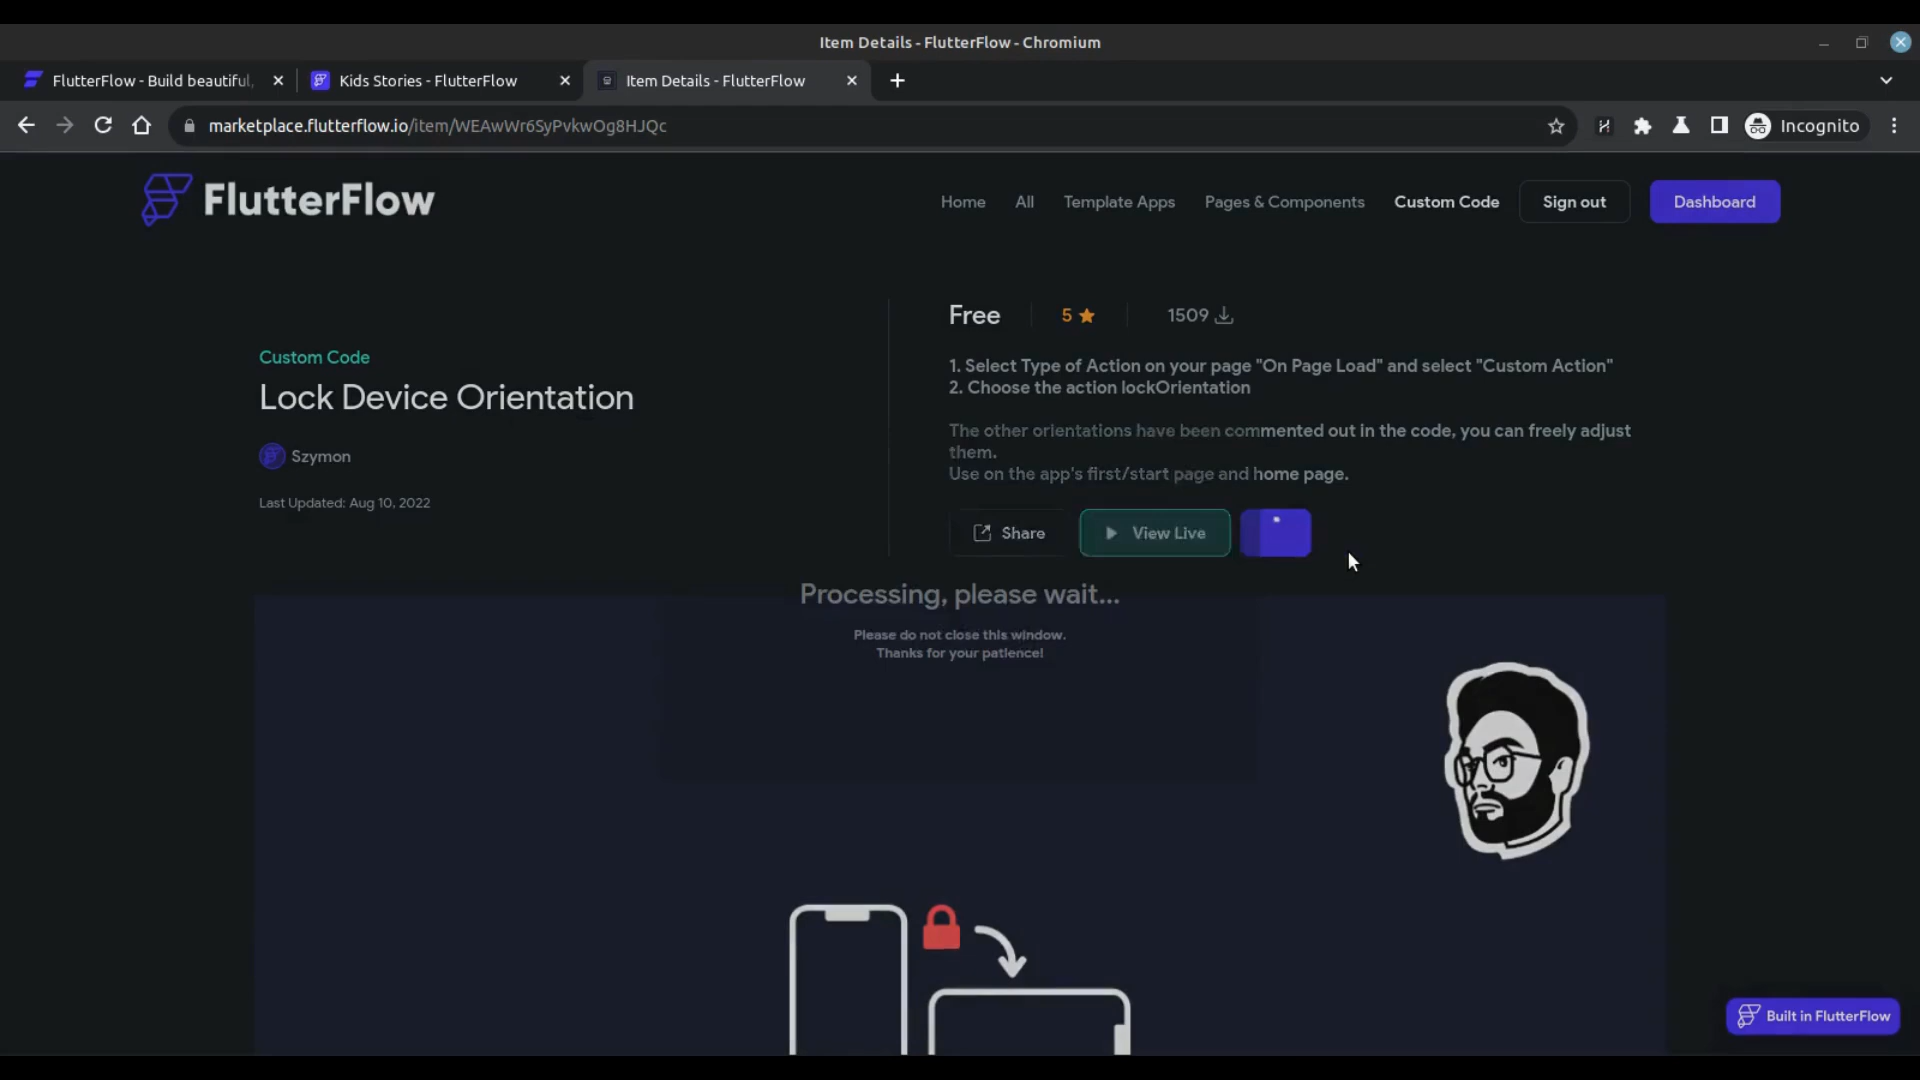 Item Details - FlutterFlow - Chromium
FlutterFlow - Build beautiful,
Kids Stories - FlutterFlow
Item Details - FlutterFlow
marketplace.flutterflow.io/item/WEAwWr6SyPvkwOg8HJQc
Incognito
FlutterFlow
Home
All
Template Apps
Pages & Components
Custom Code
Sign out
Dashboard
Custom Code
Lock Device Orientation
Szymon
Last Updated: Aug 10, 2022
Free
5
1509
1. Select Type of Action on your page "On Page Load" and select "Custom Action"
2. Choose the action lockOrientation
The other orientations have been commented out in the code, you can freely adjust
them.
Use on the app's first/start page and home page.
Share
View Live
Processing, please wait...
Please do not close this window.
Thanks for your patience!
Built in FlutterFlow